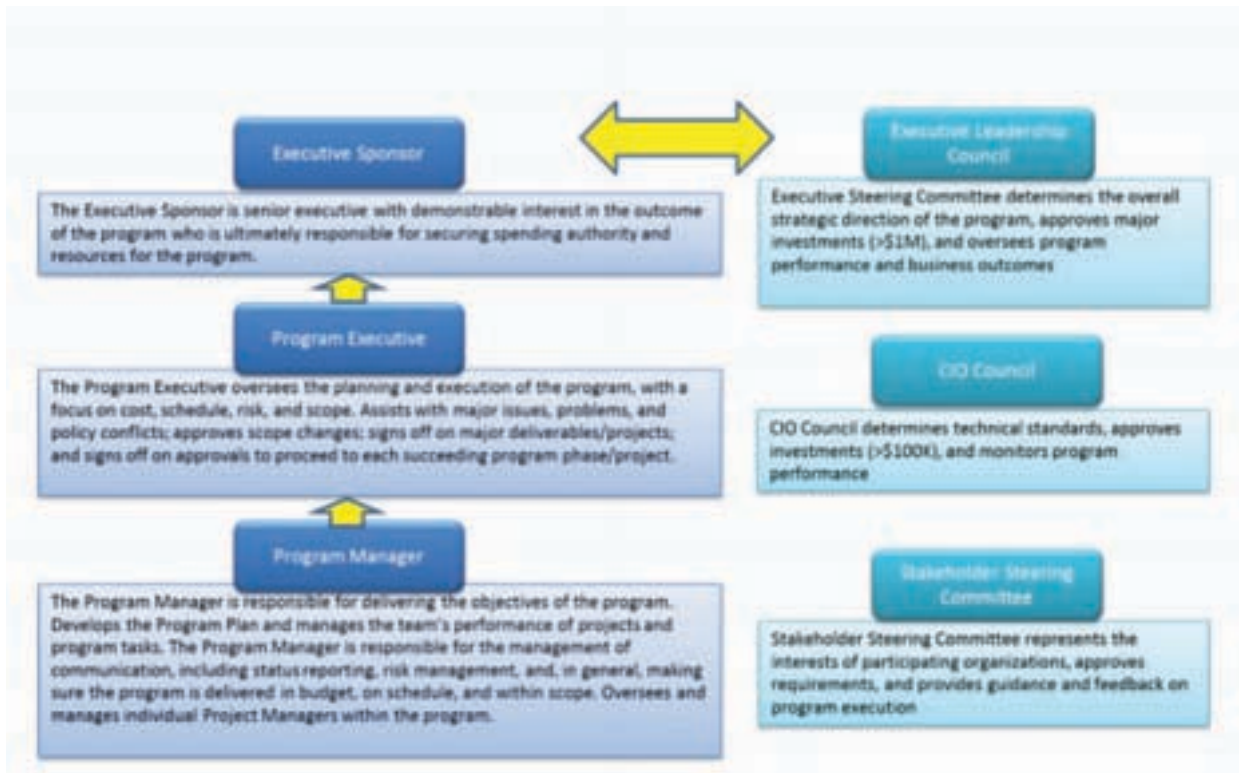 Executive Sponsor
The Executive Sponsor is senior executive with demonstrable interest in the outcome
of the program who is ultimately responsible for securing spending authority and
resources for the program.
Program Executive
The Program Executive oversees the planning and execution of the program, with a
focus on cost, schedule, risk, and scope. Assists with major issues, problems, and
policy conflicts; approves scope changes; signs off on major deliverables/projects;
and signs off on approvals to proceed to each succeeding program phase/project.
Program Manager
The Program Manager is responsible for delivering the objectives of the program.
Develops the Program Plan and manages the team's performance of projects and
program tasks. The Program Manager is responsible for the management of
communication, including status reporting, risk management, and, in general, making
sure the program is delivered in budget, on schedule, and within scope. Oversees and
manages individual Project Managers within the program.
Executive Leadership
Council
Executive Steering Committee determines the overall
strategic direction of the program, approves major
investments (>$1M), and oversees program
performance and business outcomes
CIO Council
CIO Council determines technical standards, approves
investments (>$100K), and monitors program
performance
Stakeholder Steering
Committee
Stakeholder Steering Committee represents the
interests of participating organizations, approves
requirements, and provides guidance and feedback on
program execution